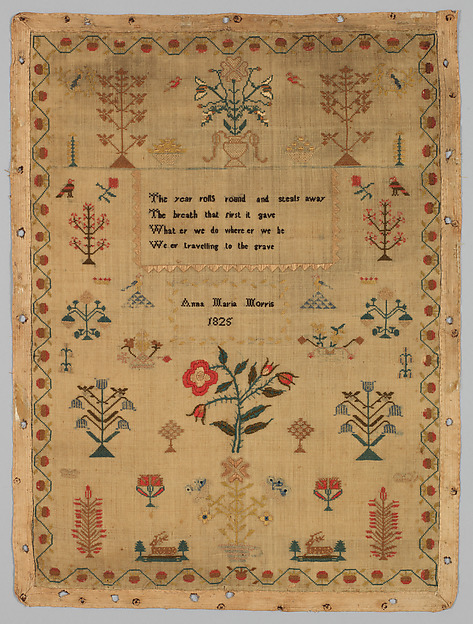 The year rolls round and steals away
The breath that first it gave
What er we do where er we be
We er travelling to the grave
Anna Maria Morris
1825